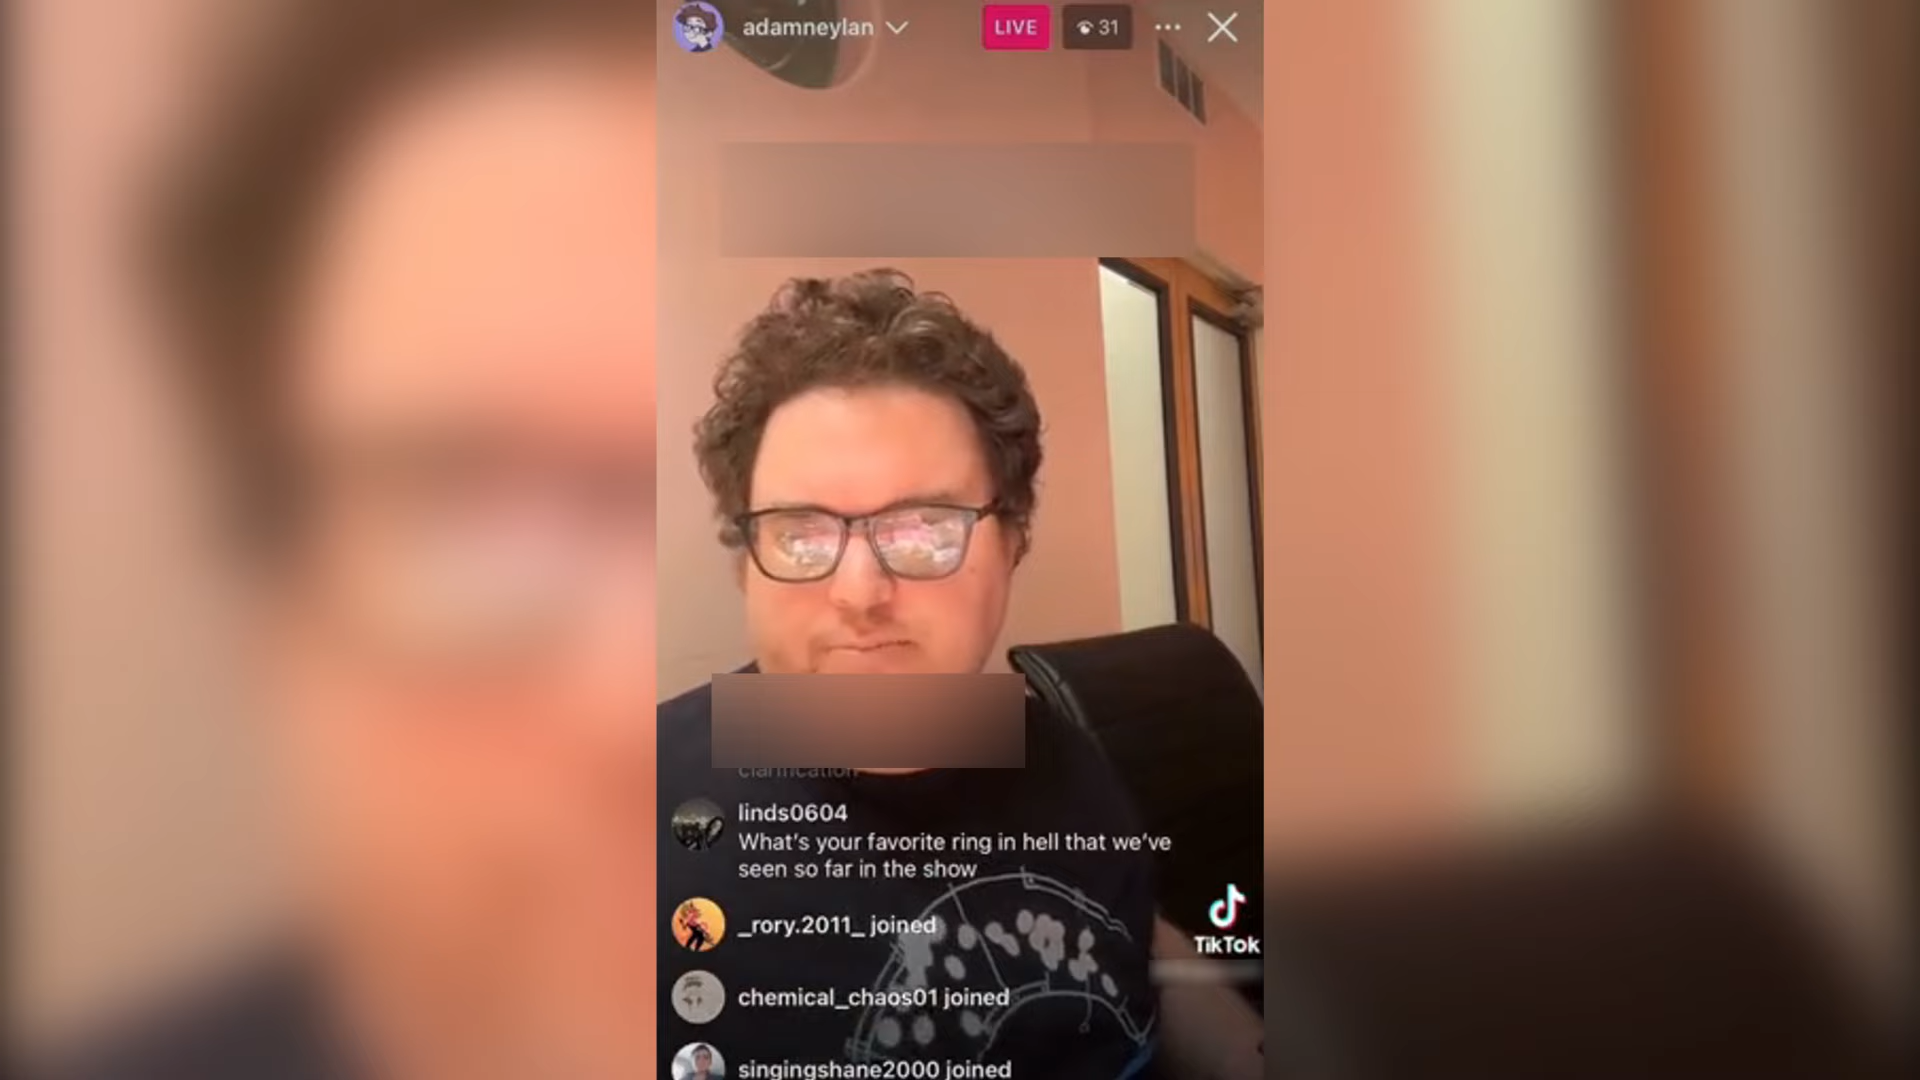 adamneylan
LIVE
31
clarification
linds0604
What's your favorite ring in hell that we've
seen so far in the show
_rory.2011_ joined
chemical_chaos01 joined
TikTok
singingshane2000 joined